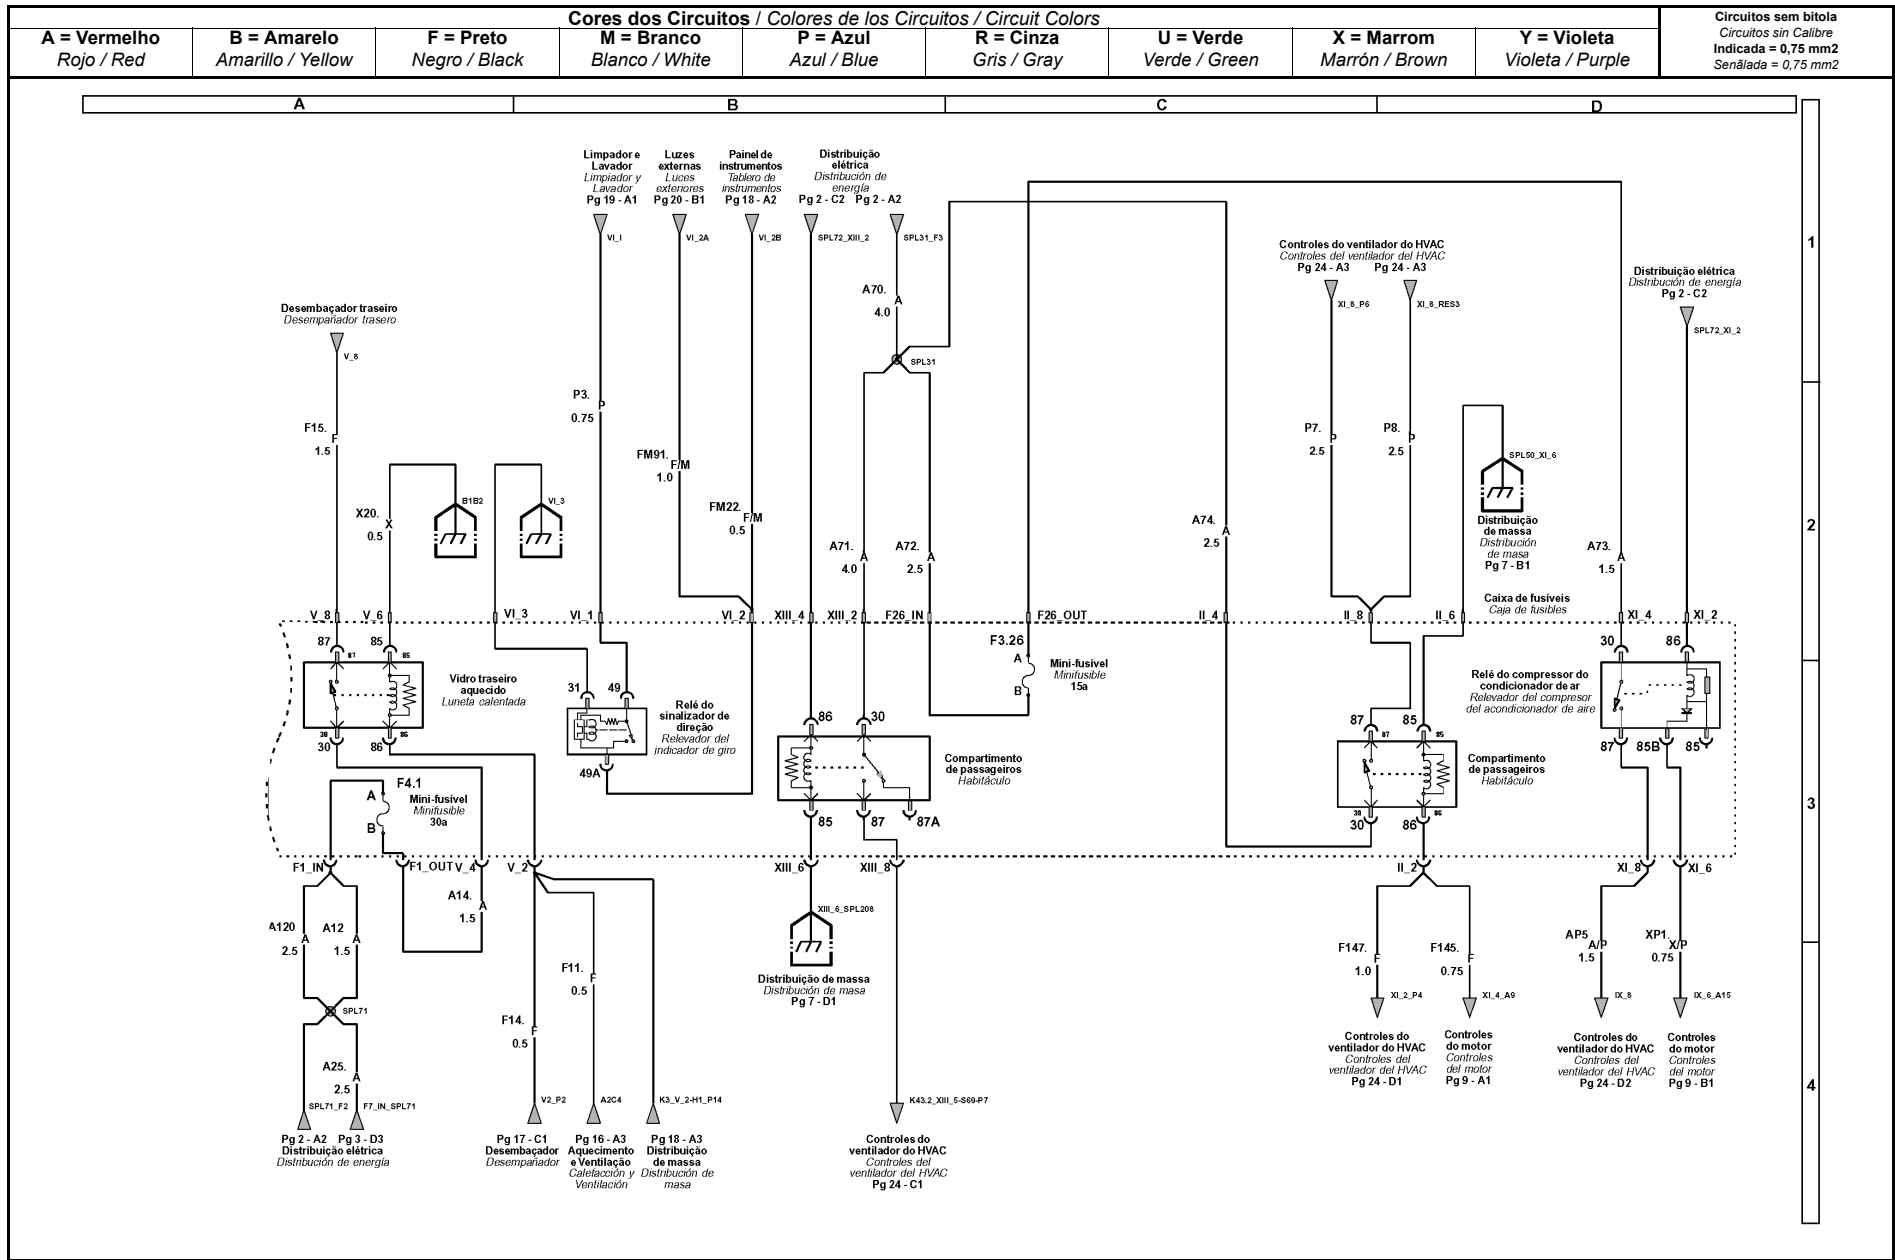 Cores dos Circuitos / Colores de los Circuitos / Circuit Colors
A = Vermelho
Rojo / Red
B = Amarelo
Amarillo / Yellow
F = Preto
Negro / Black
M = Branco
Blanco / White
P = Azul
Azul / Blue
R = Cinza
Gris / Gray
U = Verde
Verde / Green
X = Marrom
Marrón / Brown
Y = Violeta
Violeta / Purple
Circuitos sem bitola
Circuitos sin Calibre
Indicada = 0,75 mm2
Señãlada = 0,75 mm2
A
B
C
D
1
2
3
4
Limpador e
Lavador
Limpiador y
Lavador
Pg 19 - A1
VI_I
Luzes
externas
Luces
exteriores
Pg 20 - B1
VI_2A
Painel de
instrumentos
Tablero de
instrumentos
Pg 18 - A2
VI_2B
Distribuição
elétrica
Distribución de
energía
Pg 2 - C2
Pg 2 - A2
SPL72_XIII_2
SPL31_F3
Controles do ventilador do HVAC
Controles del ventilador del HVAC
Pg 24 - A3
Pg 24 - A3
XI_8_P6
XI_8_RES3
Distribuição elétrica
Distribución de energía
Pg 2 - C2
SPL72_XI_2
Desembaçador traseiro
Desempañador trasero
V_8
A70.
A
4.0
SPL31
P3.
P
0.75
F15.
F
1.5
FM91.
F/M
1.0
FM22.
F/M
0.5
X20.
X
0.5
B1B2
VI_3
A71.
A
4.0
A72.
A
2.5
A74.
A
2.5
P7.
P
2.5
P8.
P
2.5
SPL50_XI_6
Distribuição
de massa
Distribución
de masa
Pg 7 - B1
A73.
A
1.5
Caixa de fusíveis
Caja de fusibles
V_8
V_6
VI_3
VI_1
VI_2
XIII_4
XIII_2
F26_IN
F26_OUT
II_4
II_8
II_6
XI_4
XI_2
87
85
87
85
30
86
30
86
Vidro traseiro
aquecido
Luneta calentada
31
49
49A
Relé do
sinalizador de
direção
Relevador del
indicador de giro
F3.26
A
B
Mini-fusível
Minifusible
15a
86
30
85
87
87A
Compartimento
de passageiros
Habitáculo
87
85
87
85
30
86
30
86
Compartimento
de passageiros
Habitáculo
Relé do compressor do
condicionador de ar
Relevador del compresor
del acondicionador de aire
30
86
87
85B
85
F4.1
A
B
Mini-fusível
Minifusible
30a
F1_IN
F1_OUT
V_4
V_2
XIII_6
XIII_8
II_2
XI_8
XI_6
A14.
A
1.5
A120
A
2.5
A12
A
1.5
SPL71
A25.
A
2.5
SPL71_F2
F7_IN_SPL71
Pg 2 - A2
Pg 3 - D3
Distribuição elétrica
Distribución de energía
F14.
F
0.5
F11.
F
0.5
V2_P2
A2C4
K3_V_2-H1_P14
Pg 17 - C1
Desembaçador
Desempañador
Pg 16 - A3
Aquecimento
e Ventilação
Calefacción y
Ventilación
Pg 18 - A3
Distribuição
de massa
Distribución de
masa
XIII_6_SPL208
Distribuição de massa
Distribución de masa
Pg 7 - D1
K43.2_XIII_5-S69-P7
Controles do
ventilador do HVAC
Controles del
ventilador del HVAC
Pg 24 - C1
F147.
F
1.0
XI_2_P4
Controles do
ventilador do HVAC
Controles del
ventilador del HVAC
Pg 24 - D1
F145.
F
0.75
XI_4_A9
Controles
do motor
Controles
del motor
Pg 9 - A1
AP5
A/P
1.5
IX_8
Controles do
ventilador do HVAC
Controles del
ventilador del HVAC
Pg 24 - D2
XP1.
X/P
0.75
IX_6_A15
Controles
do motor
Controles
del motor
Pg 9 - B1